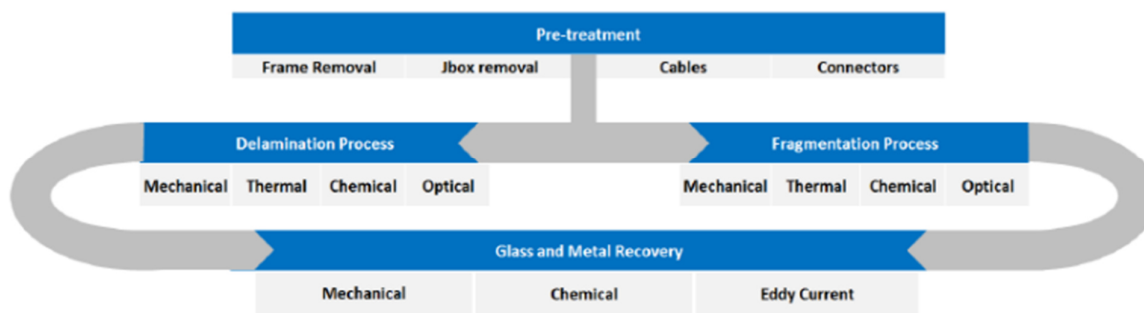 Pre-treatment
Frame Removal Jbox removal Cables Connectors
Delamination Process Fragmentation Process
Mechanical Thermal Chemical Optical Mechanical Thermal Chemical Optical
Glass and Metal Recovery
Mechanical Chemical Eddy Current